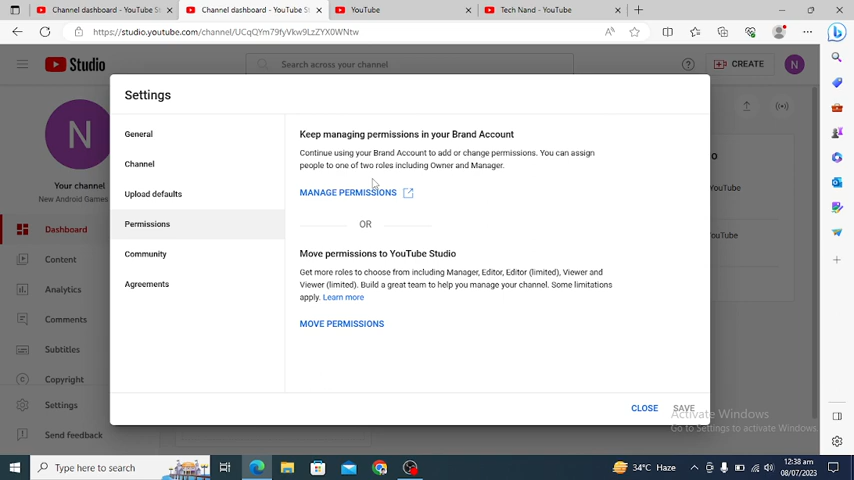 Channel dashboard - YouTube St
Channel dashboard - YouTube St
YouTube
Tech Nand - YouTube
https://studio.youtube.com/channel/UCqQYm79fyVkw9LzZYX0WNtw
Studio
Search across your channel
CREATE
N
Settings
General
Channel
Upload defaults
Permissions
Community
Agreements
Keep managing permissions in your Brand Account
Continue using your Brand Account to add or change permissions. You can assign
people to one of two roles including Owner and Manager.
MANAGE PERMISSIONS
OR
Move permissions to YouTube Studio
Get more roles to choose from including Manager, Editor, Editor (limited), Viewer and
Viewer (limited). Build a great team to help you manage your channel. Some limitations
apply. Learn more
MOVE PERMISSIONS
CLOSE
SAVE
N
Your channel
New Android Games
Dashboard
Content
Analytics
Comments
Subtitles
Copyright
Settings
Send feedback
o
ouTube
ouTube
Activate Windows
Go to Settings to activate Windows.
Type here to search
34°C Haze
12:38 am
08/07/2023